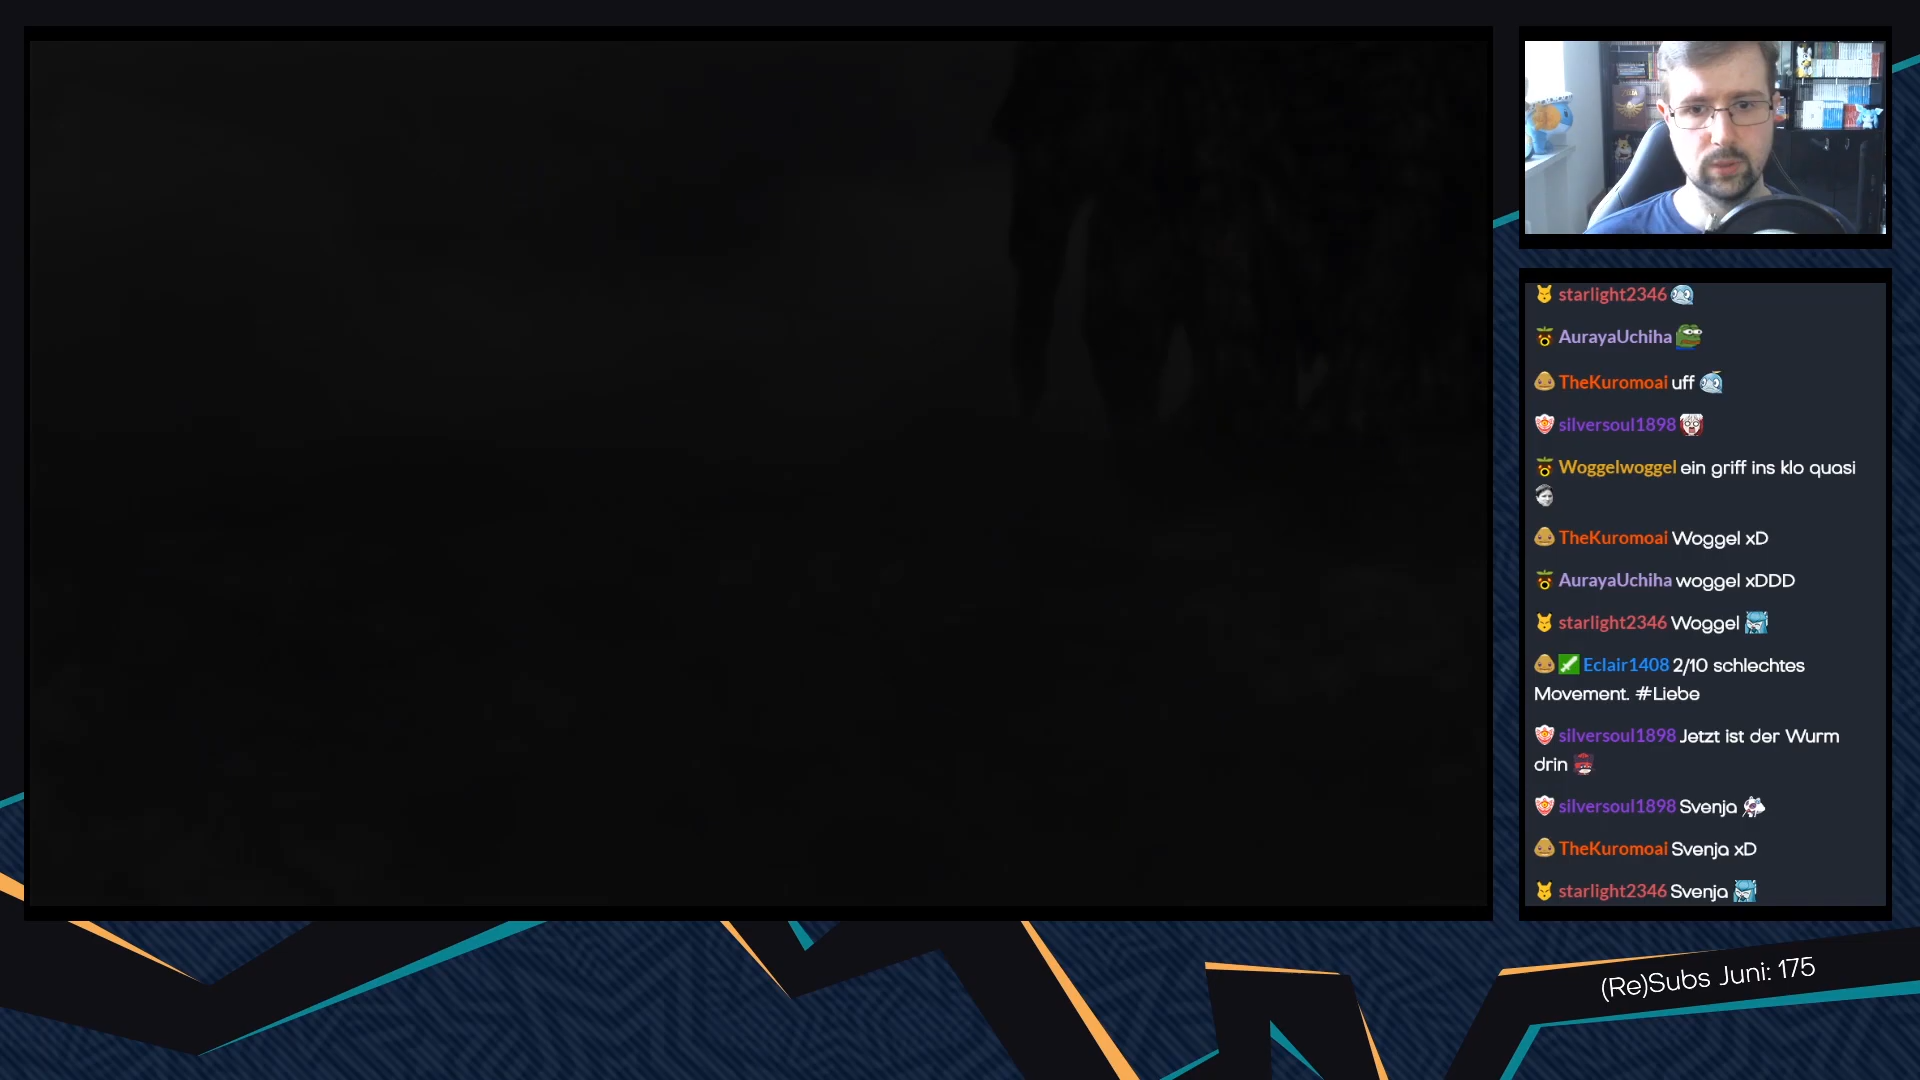 starlight2346
AurayaUchiha
TheKuromoai uff
silversoul1898
Woggelwoggel ein griff ins klo quasi
TheKuromoai Woggel xD
AurayaUchiha woggel xDDD
starlight2346 Woggel
Eclair1408 2/10 schlechtes
Movement. #Liebe
silversoul1898 Jetzt ist der Wurm
drin
silversoul1898 Svenja
TheKuromoai Svenja xD
starlight2346 Svenja
(Re)Subs Juni: 175